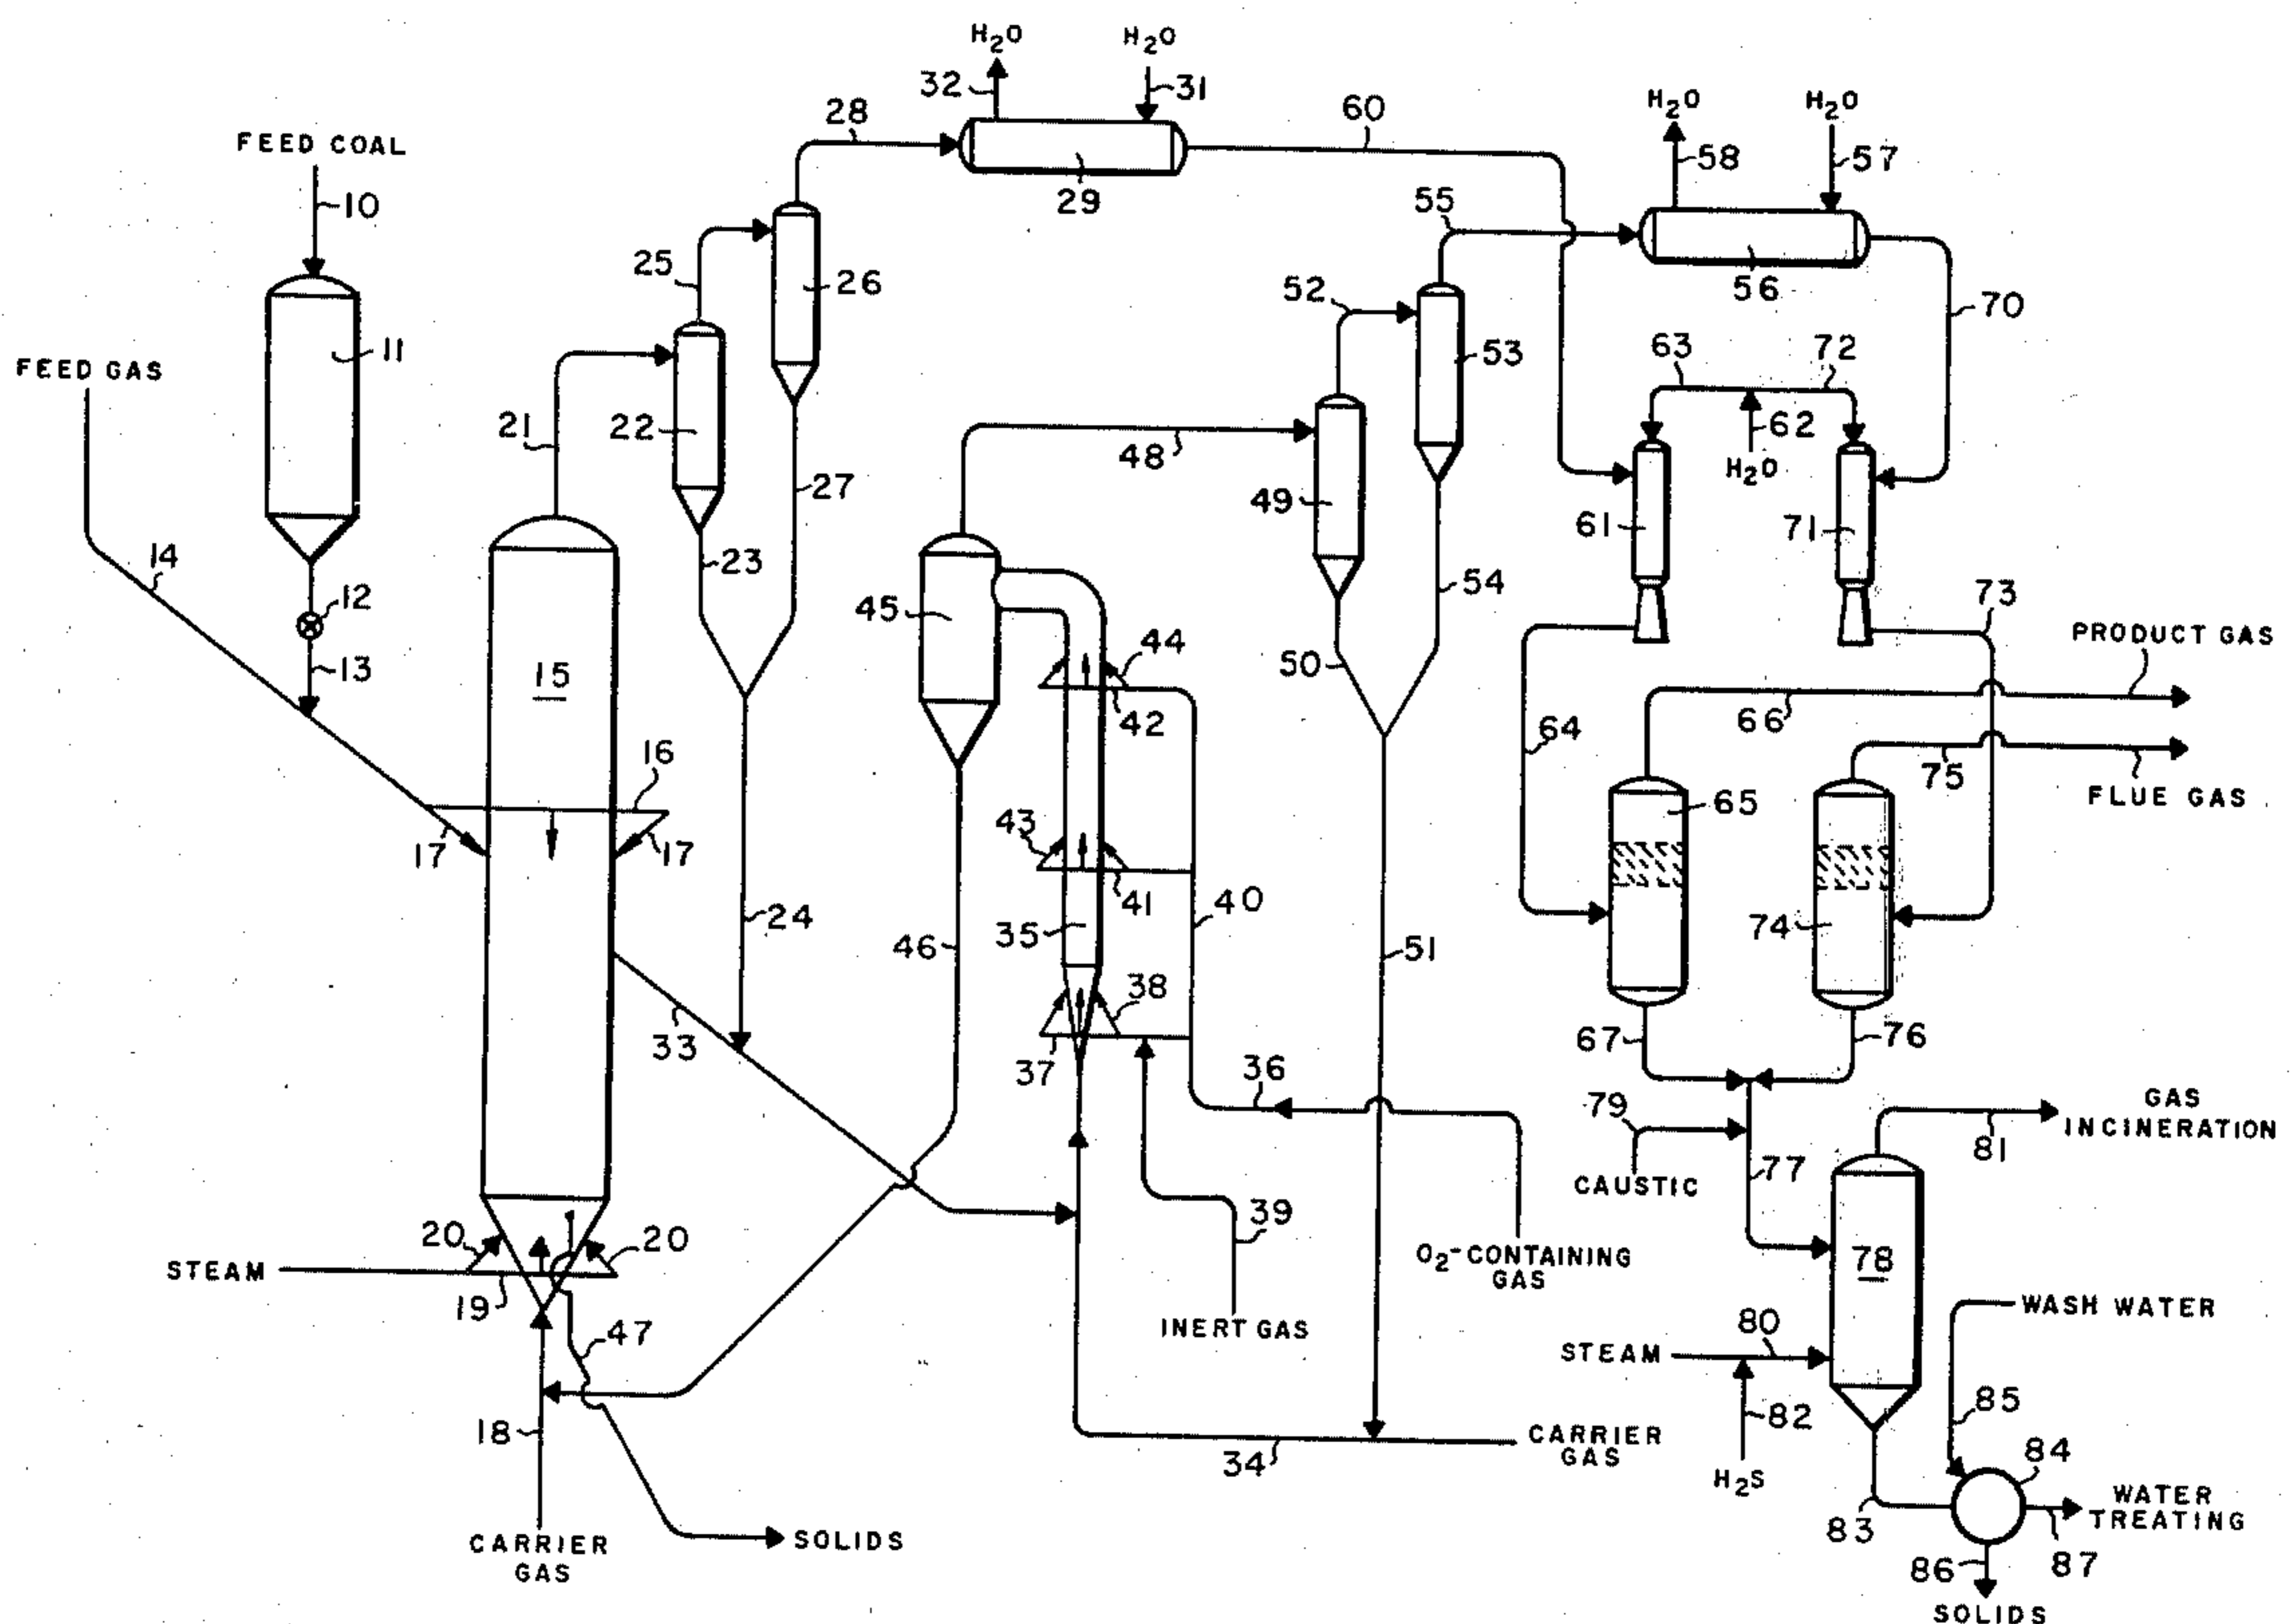 H2O
H2O
32
31
28
60
H2O
H2O
FEED COAL
58
57
10
29
55
25
26
52
56
70
11
63
72
FEED GAS
53
21
22
62
48
H2O
27
49
61
71
14
23
54
12
45
73
PRODUCT GAS
13
15
44
50
66
42
64
16
75
65
FLUE GAS
17
17
43
41
40
24
35
46
51
74
38
33
67
76
37
36
79
GAS
INCINERATION
81
77
CAUSTIC
20
20
39
STEAM
O2-CONTAINING
GAS
78
19
47
INERT GAS
WASH WATER
80
STEAM
85
18
82
34
CARRIER
GAS
H2S
84
WATER
TREATING
83
CARRIER
GAS
SOLIDS
86
87
SOLIDS